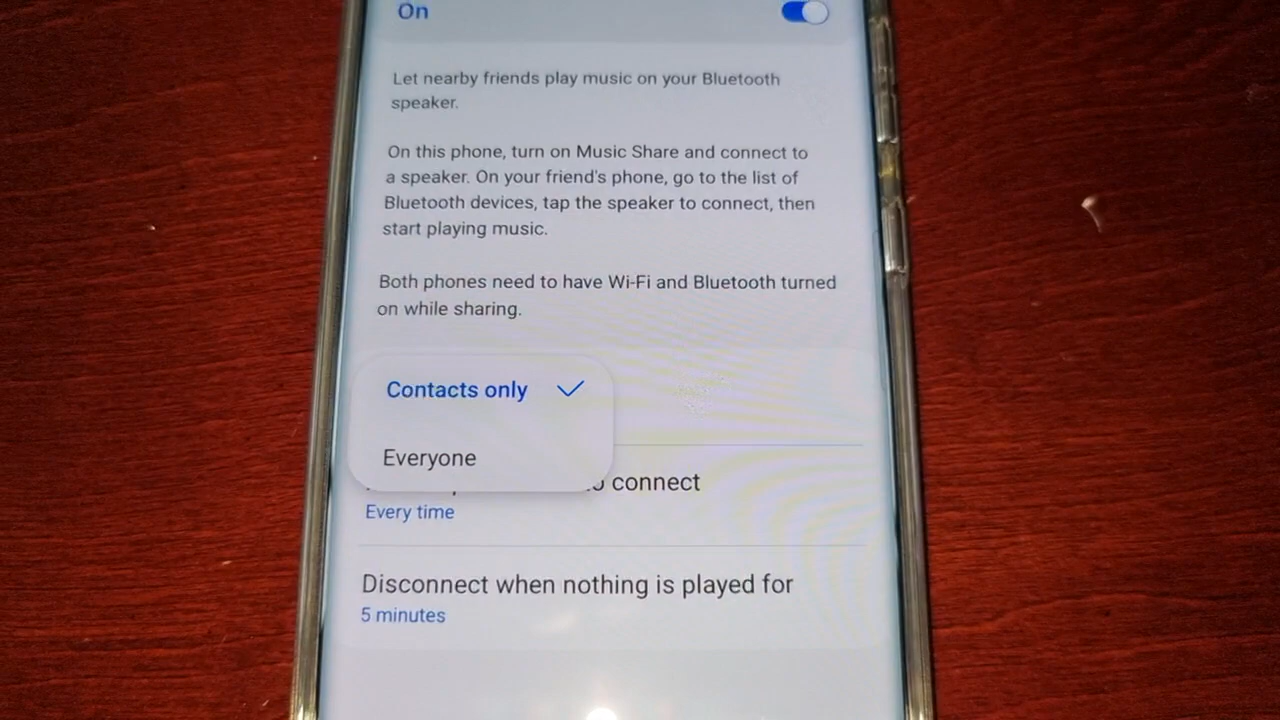 On
Let nearby friends play music on your Bluetooth
speaker.
On this phone, turn on Music Share and connect to
a speaker. On your friend's phone, go to the list of
Bluetooth devices, tap the speaker to connect, then
start playing music.
Both phones need to have Wi-Fi and Bluetooth turned
on while sharing.
Contacts only
Everyone
connect
Every time
Disconnect when nothing is played for
5 minutes